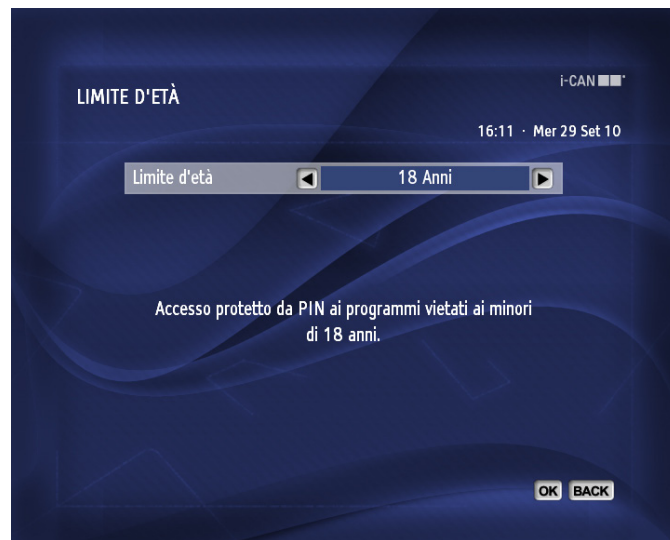 LIMITE D'ETÀ
i-CAN
16:11 · Mer 29 Set 10
Limite d'età 18 Anni
Accesso protetto da PIN ai programmi vietati ai minori
di 18 anni.
OK BACK